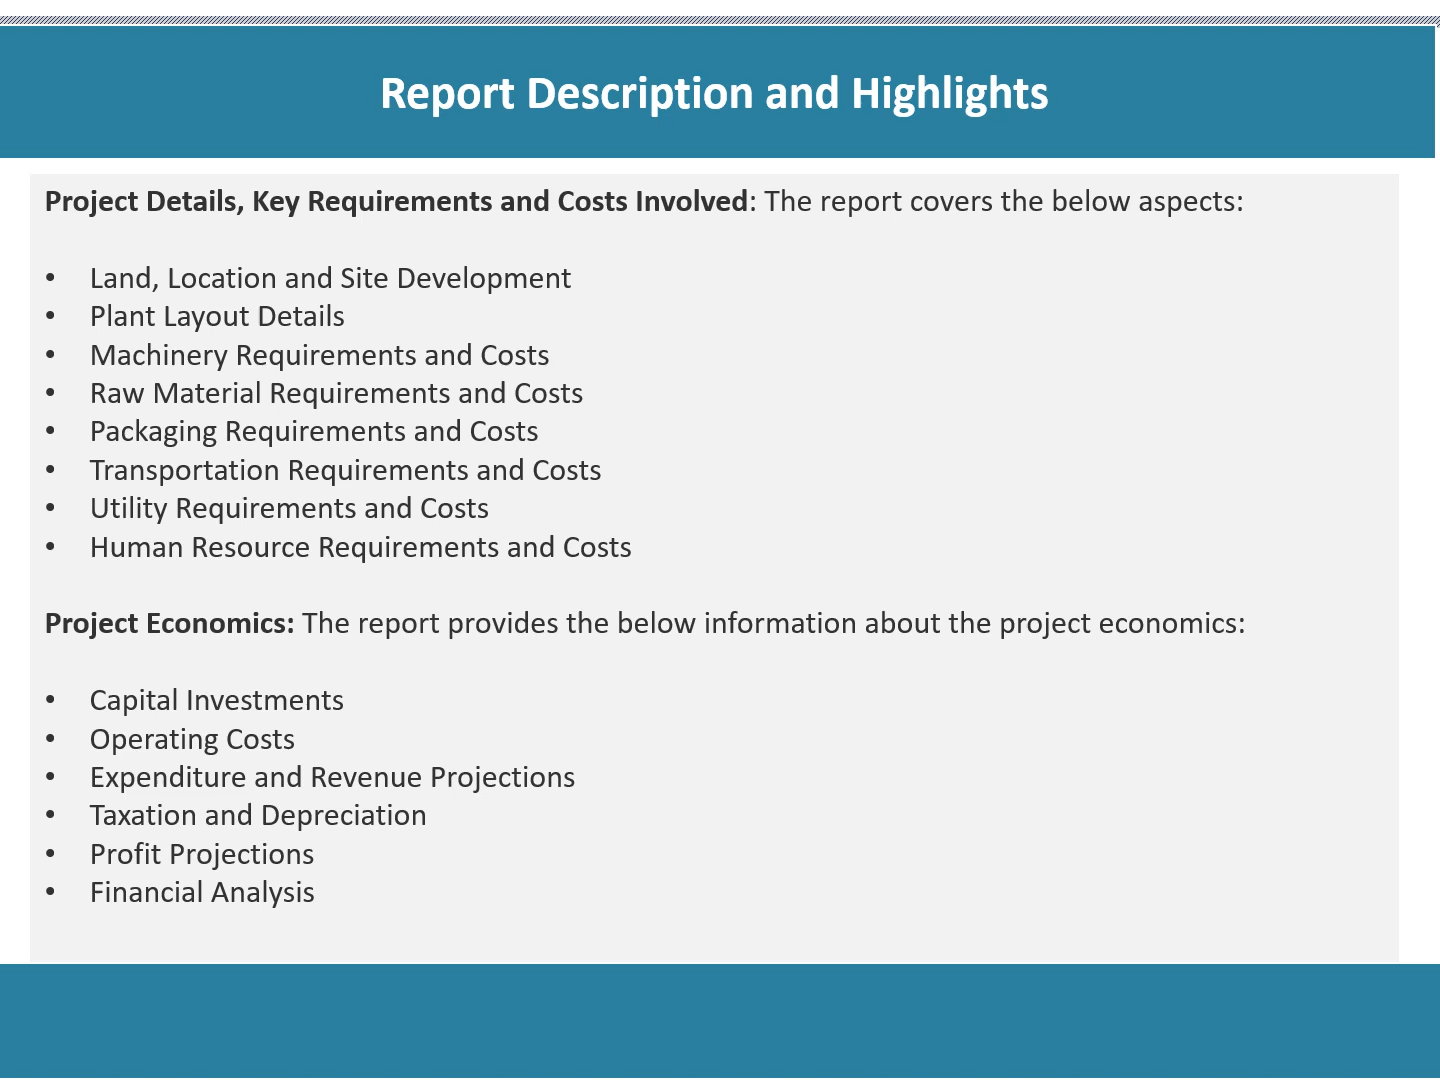 Report Description and Highlights
Project Details, Key Requirements and Costs Involved: The report covers the below aspects:
• Land, Location and Site Development
• Plant Layout Details
• Machinery Requirements and Costs
• Raw Material Requirements and Costs
• Packaging Requirements and Costs
• Transportation Requirements and Costs
• Utility Requirements and Costs
• Human Resource Requirements and Costs
Project Economics: The report provides the below information about the project economics:
• Capital Investments
• Operating Costs
• Expenditure and Revenue Projections
• Taxation and Depreciation
• Profit Projections
• Financial Analysis